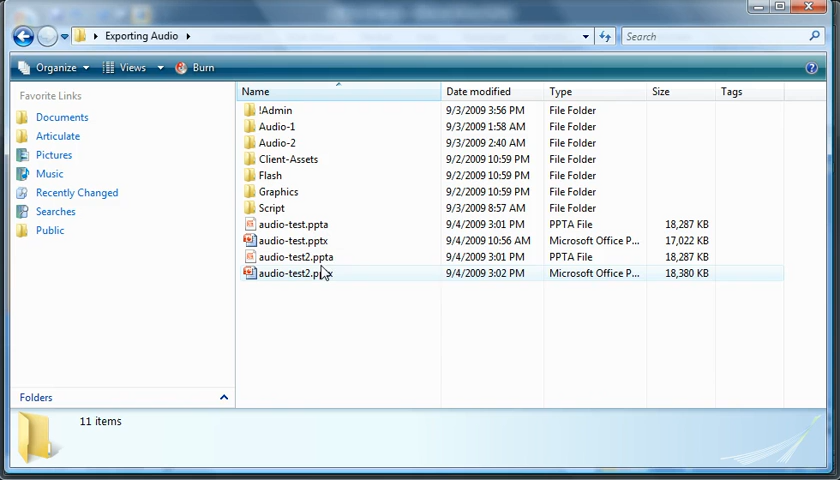 Exporting Audio
Search
Organize Views Burn
Favorite Links
Documents
Articulate
Pictures
Music
Recently Changed
Searches
Public
Folders
Name Date modified Type Size Tags
!Admin 9/3/2009 3:56 PM File Folder
Audio-1 9/3/2009 1:58 AM File Folder
Audio-2 9/3/2009 2:40 AM File Folder
Client-Assets 9/2/2009 10:59 PM File Folder
Flash 9/2/2009 10:59 PM File Folder
Graphics 9/2/2009 10:59 PM File Folder
Script 9/3/2009 8:57 AM File Folder
audio-test.ppta 9/4/2009 3:01 PM PPTA File 18,287 KB
audio-test.pptx 9/4/2009 10:56 AM Microsoft Office P... 17,022 KB
audio-test2.ppta 9/4/2009 3:01 PM PPTA File 18,287 KB
audio-test2.pptx 9/4/2009 3:02 PM Microsoft Office P... 18,380 KB
11 items